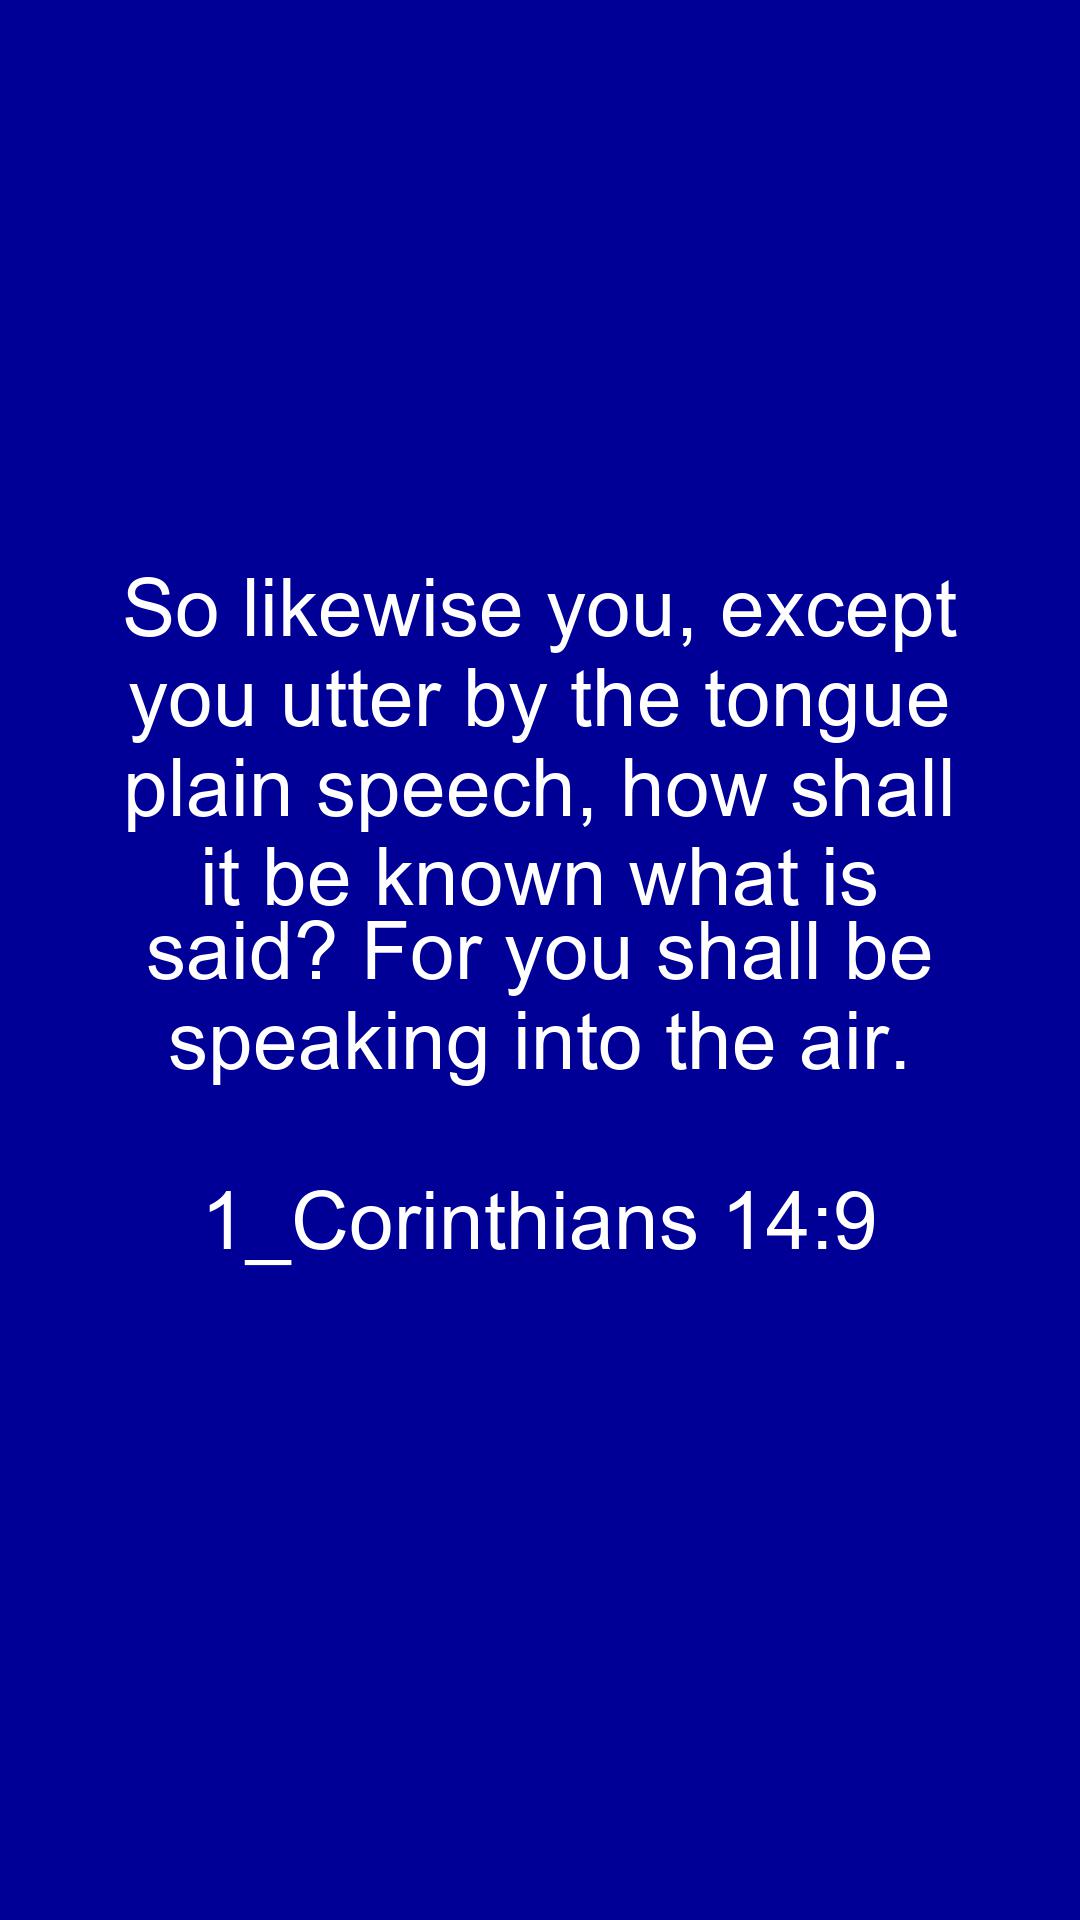 So likewise you, except
you utter by the tongue
plain speech, how shall
it be known what is
said? For you shall be
speaking into the air.
1_Corinthians 14:9